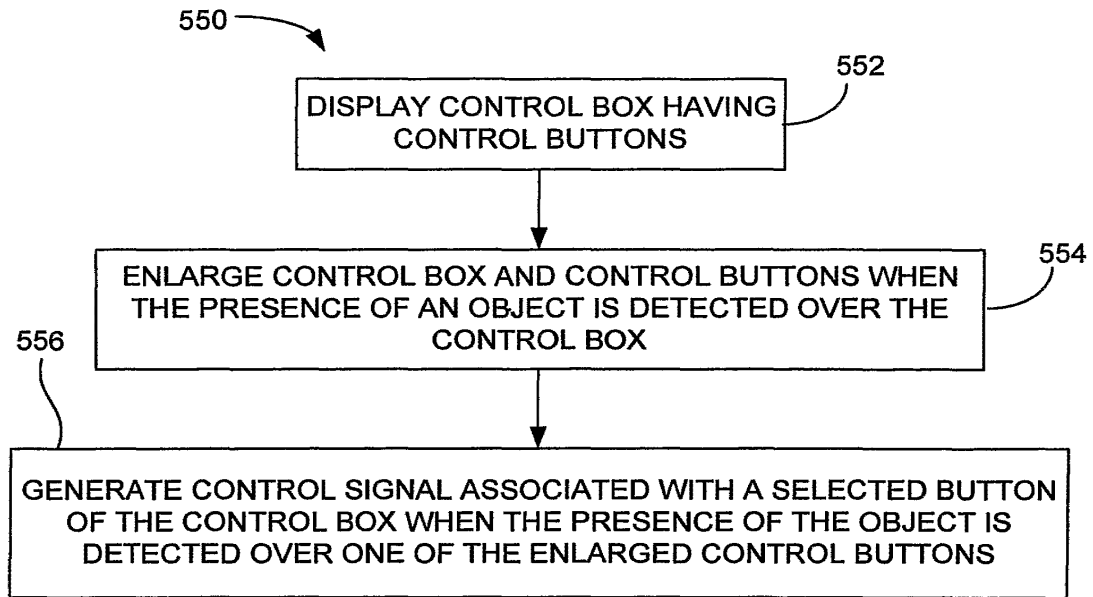 550
552
DISPLAY CONTROL BOX HAVING
CONTROL BUTTONS
554
ENLARGE CONTROL BOX AND CONTROL BUTTONS WHEN
THE PRESENCE OF AN OBJECT IS DETECTED OVER THE
CONTROL BOX
556
GENERATE CONTROL SIGNAL ASSOCIATED WITH A SELECTED BUTTON
OF THE CONTROL BOX WHEN THE PRESENCE OF THE OBJECT IS
DETECTED OVER ONE OF THE ENLARGED CONTROL BUTTONS